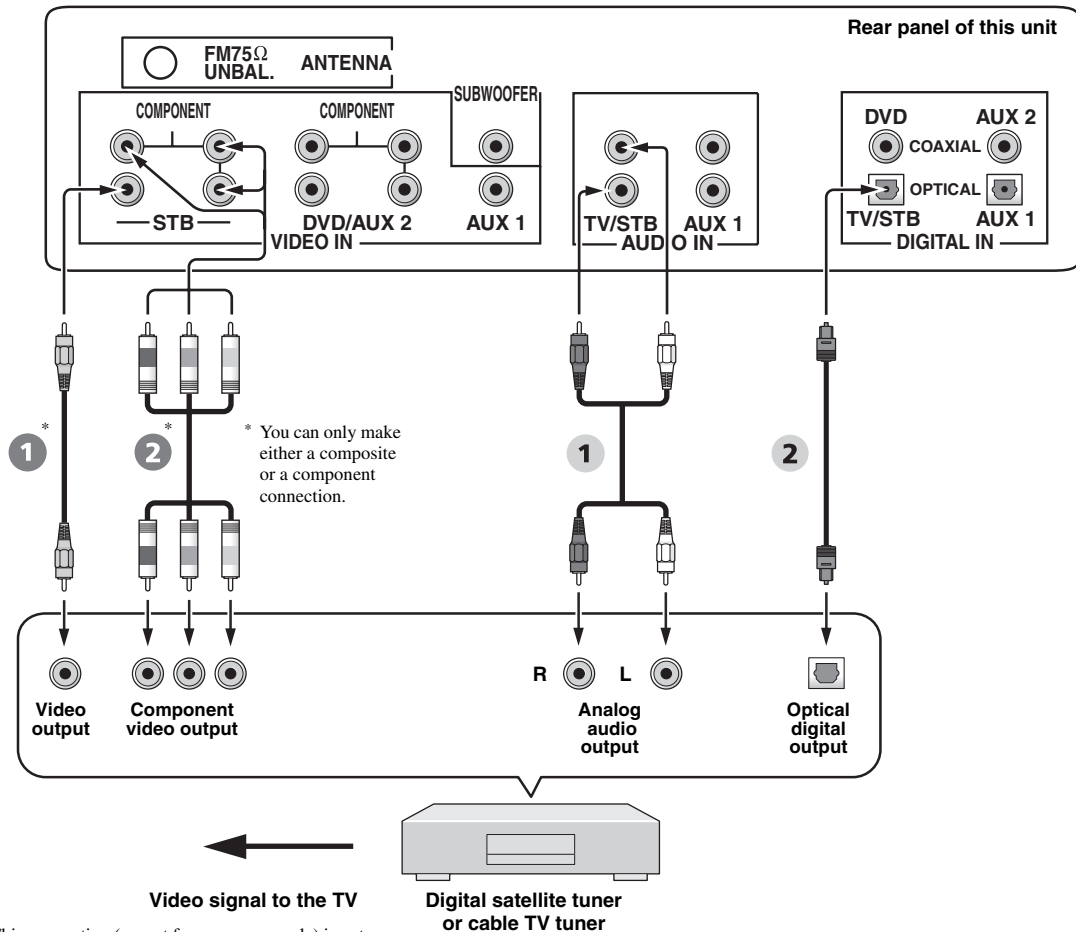 Rear panel of this unit
FM75Ω
UNBAL.
ANTENNA
SUBWOOFER
COMPONENT
COMPONENT
DVD
AUX 2
COAXIAL
OPTICAL
STB
DVD/AUX 2
AUX 1
VIDEO IN
TV/STB
AUX 1
AUDIO IN
TV/STB
AUX 1
DIGITAL IN
1
*
2
*
* You can only make
either a composite
or a component
connection.
1
2
R
L
Video
output
Component
video output
Analog
audio
output
Optical
digital
output
Video signal to the TV
Digital satellite tuner
or cable TV tuner